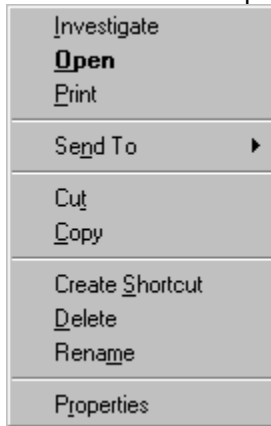 Investigate
Open
Print
Send To
Cut
Copy
Create Shortcut
Delete
Rename
Properties